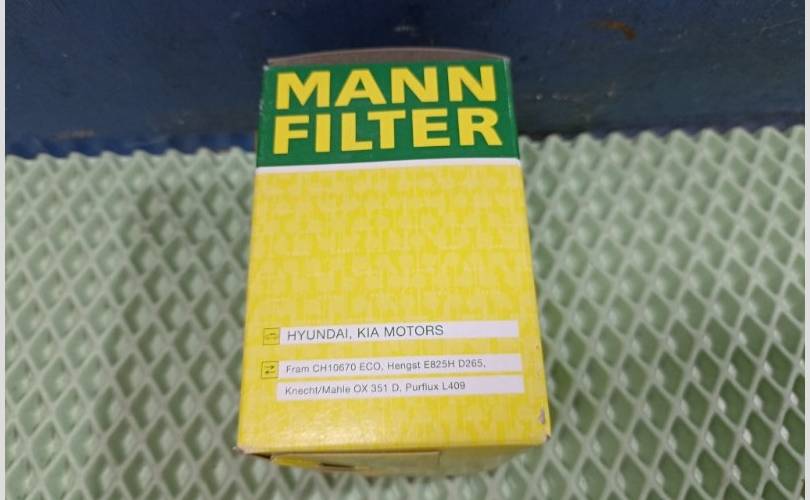 MANN
FILTER
HYUNDAI, KIA MOTORS
Fram CH10670 ECO, Hengst E825H D265,
Knecht/Mahle OX 351 D, Purflux L409